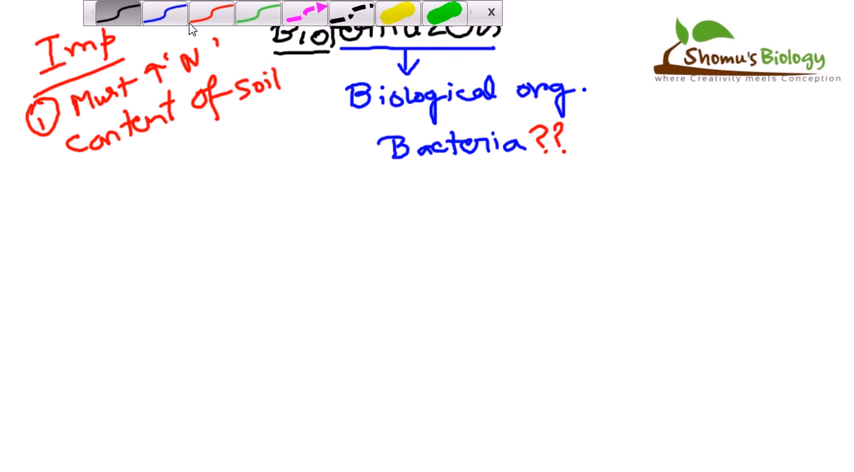 Biofertilizers
Imp
① Must ↑ 'N'
content of soil
Biological org.
Bacteria ??
Shomu's Biology
where Creativity meets Conception
x